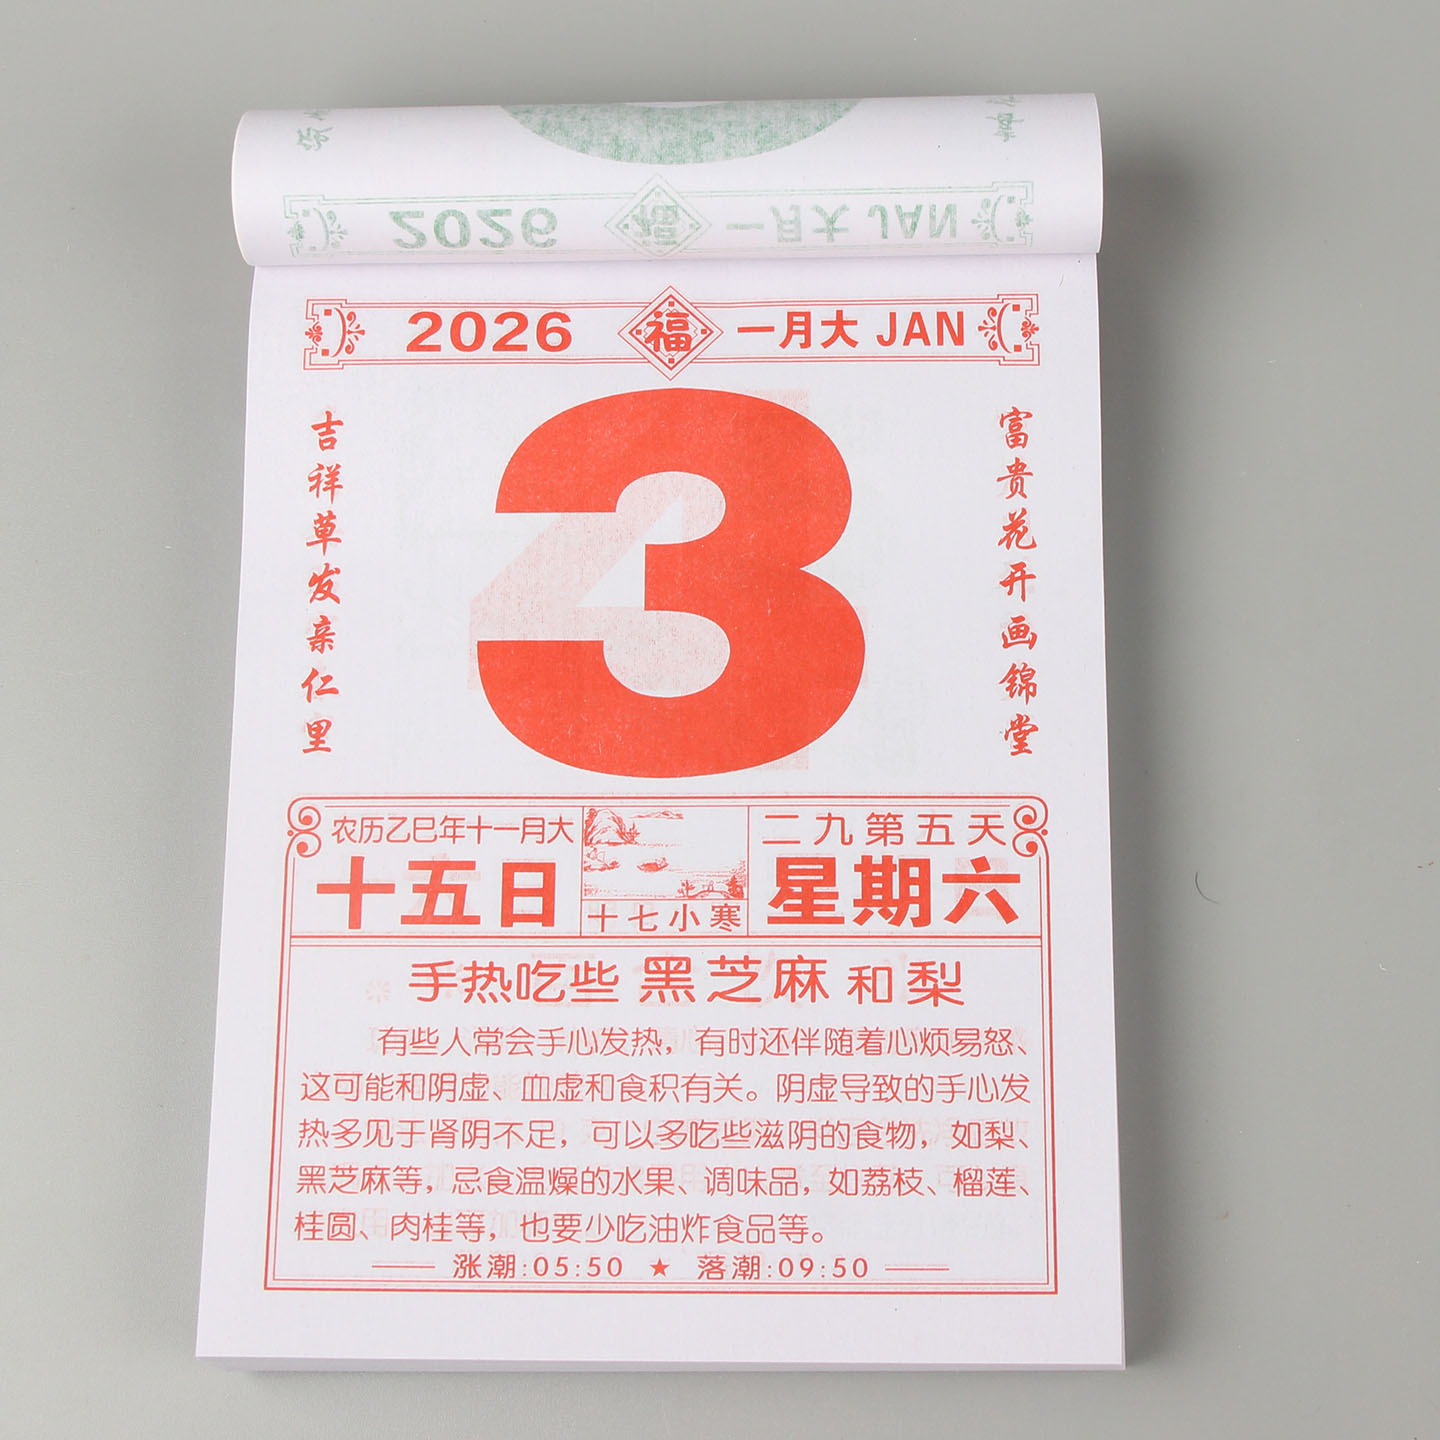 2026 福 一月大 JAN
2026 福 一月大 JAN
吉祥草发亲仁里
富贵花开画锦堂
3
农历乙巳年十一月大
十五日
十七小寒
二九第五天
星期六
手热吃些 黑芝麻 和 梨
有些人常会手心发热，有时还伴随着心烦易怒、
这可能和阴虚、血虚和食积有关。阴虚导致的手心发
热多见于肾阴不足，可以多吃些滋阴的食物，如梨、
黑芝麻等，忌食温燥的水果、调味品，如荔枝、榴莲、
桂圆、肉桂等，也要少吃油炸食品等。
涨潮:05:50 ★ 落潮:09:50